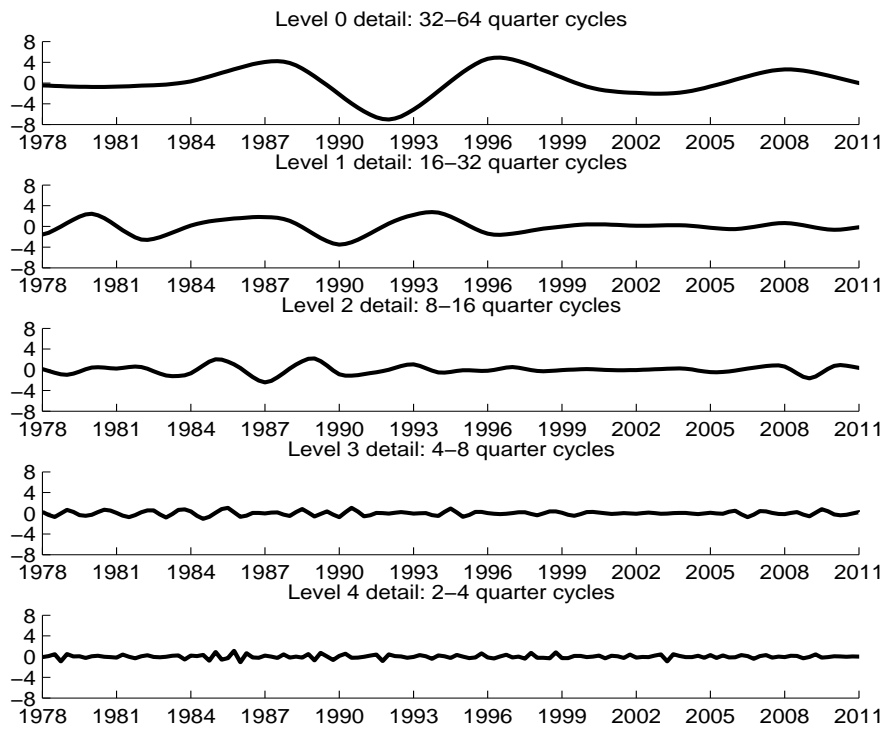 Level 0 detail: 32−64 quarter cycles
8
4
0
−4
−8
1978 1981 1984 1987 1990 1993 1996 1999 2002 2005 2008 2011
Level 1 detail: 16−32 quarter cycles
8
4
0
−4
−8
1978 1981 1984 1987 1990 1993 1996 1999 2002 2005 2008 2011
Level 2 detail: 8−16 quarter cycles
8
4
0
−4
−8
1978 1981 1984 1987 1990 1993 1996 1999 2002 2005 2008 2011
Level 3 detail: 4−8 quarter cycles
8
4
0
−4
−8
1978 1981 1984 1987 1990 1993 1996 1999 2002 2005 2008 2011
Level 4 detail: 2−4 quarter cycles
8
4
0
−4
−8
1978 1981 1984 1987 1990 1993 1996 1999 2002 2005 2008 2011